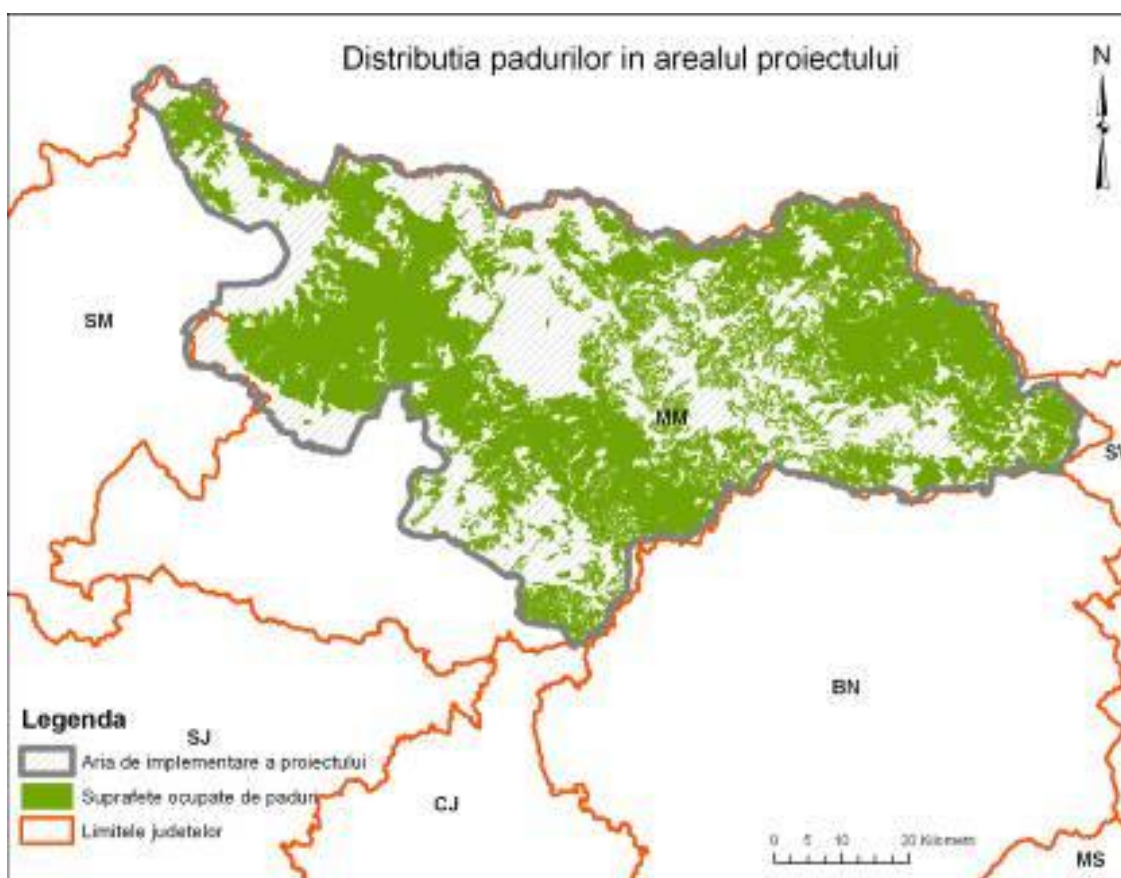 Distributia padurilor in arealul proiectului
N
SM
MM
BN
Legenda
SJ
Aria de implementare a proiectului
Suprafete ocupate de paduri
CJ
Limitele judetelor
0 5 10 20 Kilometri
MS